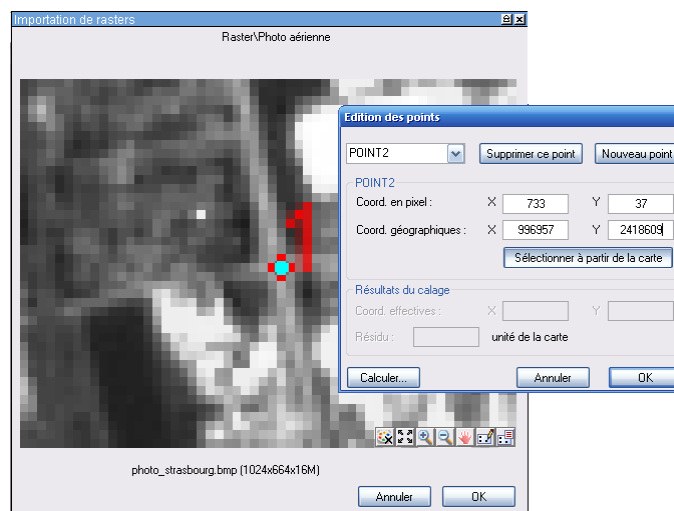 Importation de rasters
Raster\Photo aérienne
1
Edition des points
POINT2 Supprimer ce point Nouveau point
POINT2
Coord. en pixel : X 733 Y 37
Coord. géographiques : X 996957 Y 2418609
Sélectionner à partir de la carte
Résultats du calage
Coord. effectives : X Y
Résidu : unité de la carte
Calculer... Annuler OK
photo_strasbourg.bmp (1024x664x16M)
Annuler OK